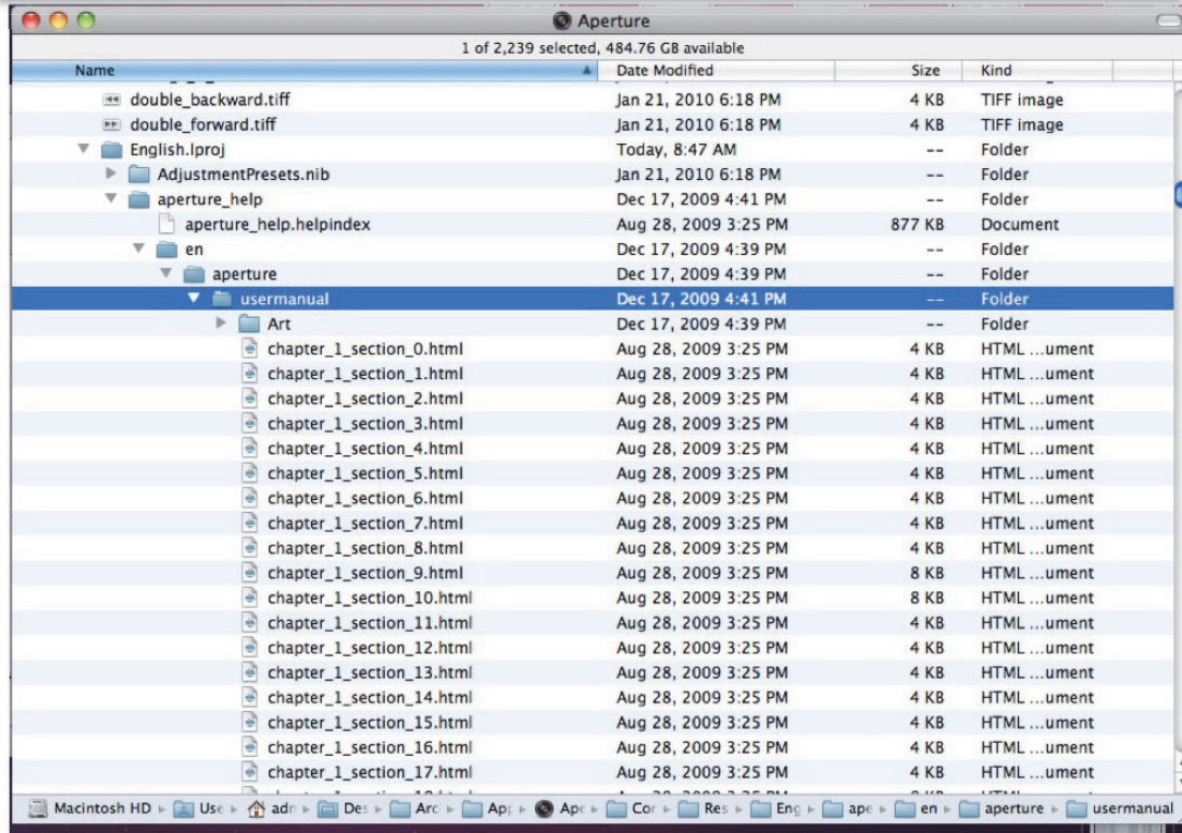 Aperture
1 of 2,239 selected, 484.76 GB available
Name Date Modified Size Kind
double_backward.tiff Jan 21, 2010 6:18 PM 4 KB TIFF image
double_forward.tiff Jan 21, 2010 6:18 PM 4 KB TIFF image
English.lproj Today, 8:47 AM -- Folder
AdjustmentPresets.nib Jan 21, 2010 6:18 PM -- Folder
aperture_help Dec 17, 2009 4:41 PM -- Folder
aperture_help.helpindex Aug 28, 2009 3:25 PM 877 KB Document
en Dec 17, 2009 4:39 PM -- Folder
aperture Dec 17, 2009 4:39 PM -- Folder
usermanual Dec 17, 2009 4:41 PM -- Folder
Art Dec 17, 2009 4:39 PM -- Folder
chapter_1_section_0.html Aug 28, 2009 3:25 PM 4 KB HTML ...ument
chapter_1_section_1.html Aug 28, 2009 3:25 PM 4 KB HTML ...ument
chapter_1_section_2.html Aug 28, 2009 3:25 PM 4 KB HTML ...ument
chapter_1_section_3.html Aug 28, 2009 3:25 PM 4 KB HTML ...ument
chapter_1_section_4.html Aug 28, 2009 3:25 PM 4 KB HTML ...ument
chapter_1_section_5.html Aug 28, 2009 3:25 PM 4 KB HTML ...ument
chapter_1_section_6.html Aug 28, 2009 3:25 PM 4 KB HTML ...ument
chapter_1_section_7.html Aug 28, 2009 3:25 PM 4 KB HTML ...ument
chapter_1_section_8.html Aug 28, 2009 3:25 PM 4 KB HTML ...ument
chapter_1_section_9.html Aug 28, 2009 3:25 PM 8 KB HTML ...ument
chapter_1_section_10.html Aug 28, 2009 3:25 PM 8 KB HTML ...ument
chapter_1_section_11.html Aug 28, 2009 3:25 PM 4 KB HTML ...ument
chapter_1_section_12.html Aug 28, 2009 3:25 PM 4 KB HTML ...ument
chapter_1_section_13.html Aug 28, 2009 3:25 PM 4 KB HTML ...ument
chapter_1_section_14.html Aug 28, 2009 3:25 PM 4 KB HTML ...ument
chapter_1_section_15.html Aug 28, 2009 3:25 PM 4 KB HTML ...ument
chapter_1_section_16.html Aug 28, 2009 3:25 PM 4 KB HTML ...ument
chapter_1_section_17.html Aug 28, 2009 3:25 PM 4 KB HTML ...ument
Macintosh HD Use adn Des Arc App Ape Cor Res Eng ape en aperture usermanual